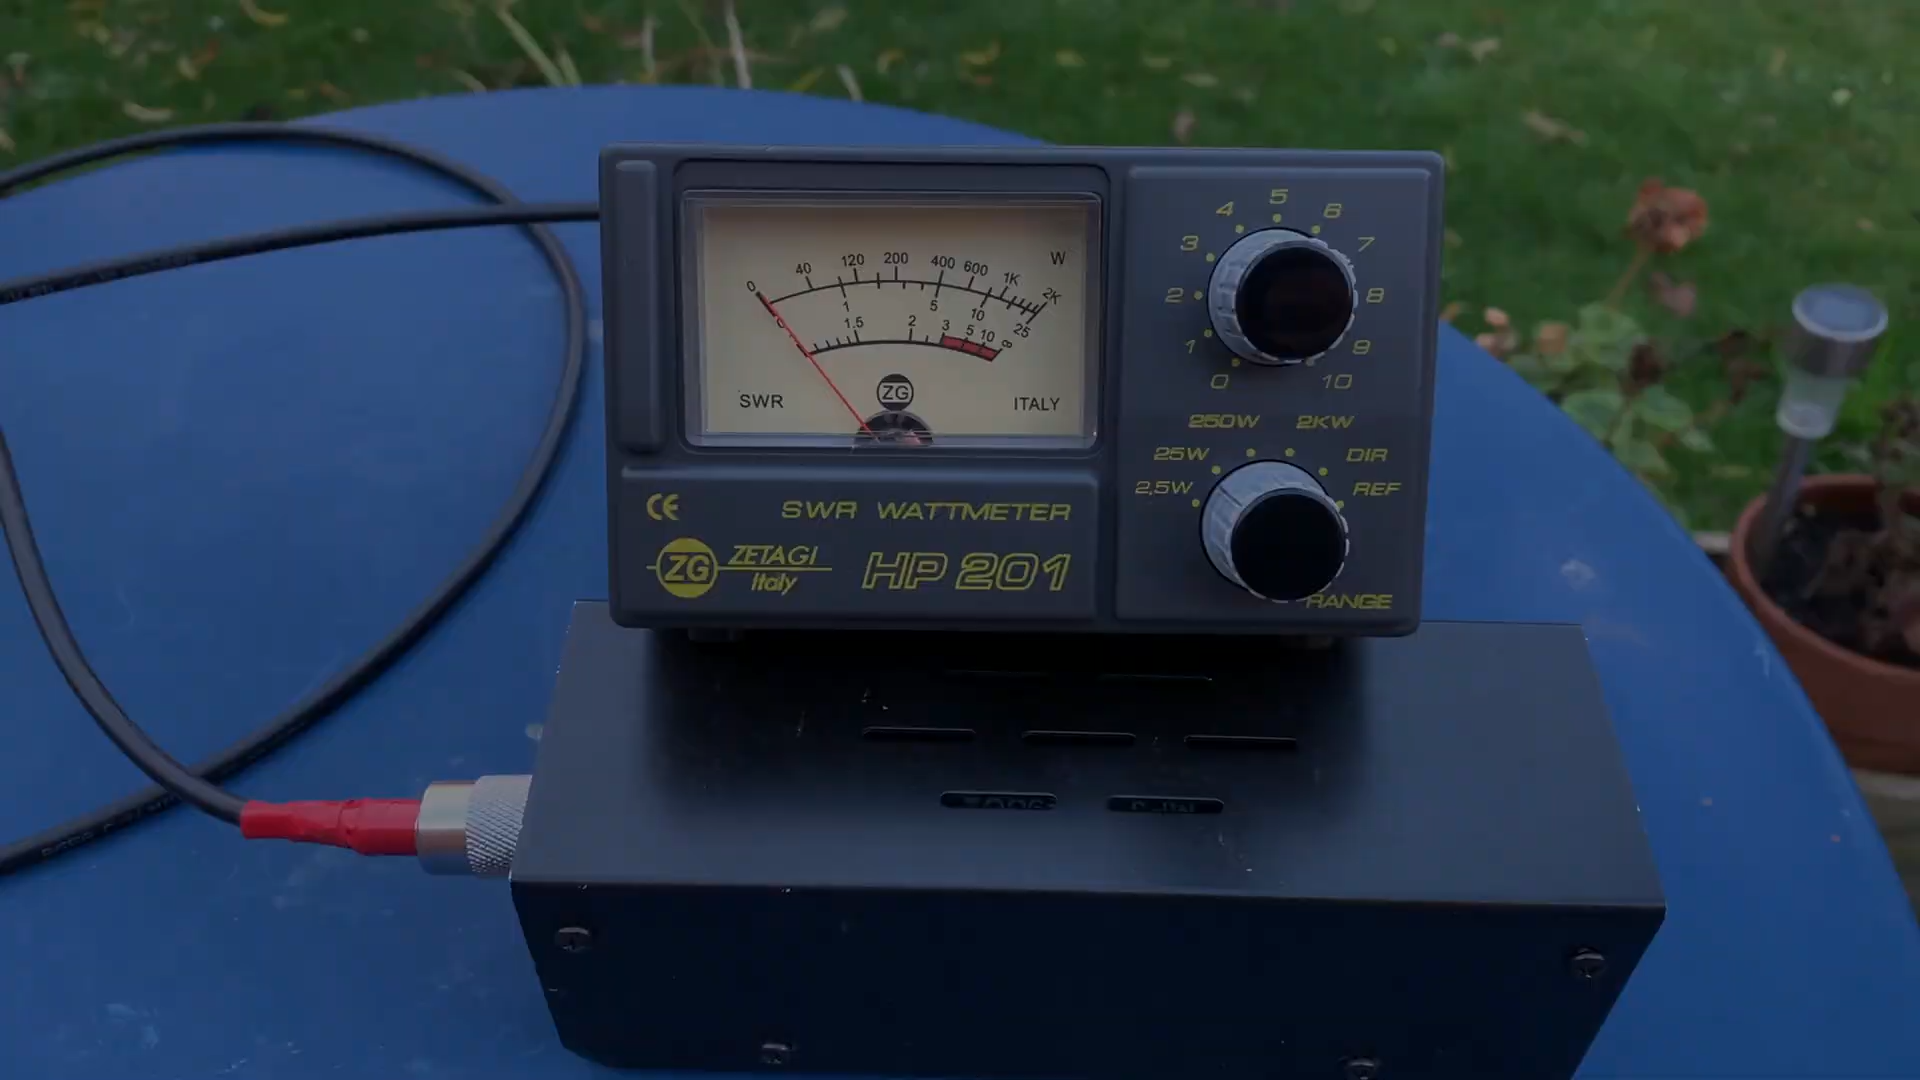 0 40 120 200 400 600 1K 2K W
0 1 5 10 25
1.5 2 3 5 10 ∞
SWR ZG ITALY
CE SWR WATTMETER
ZG ZETAGI Italy HP 201
0 1 2 3 4 5 6 7 8 9 10
2,5W 25W 250W 2KW DIR REF
RANGE